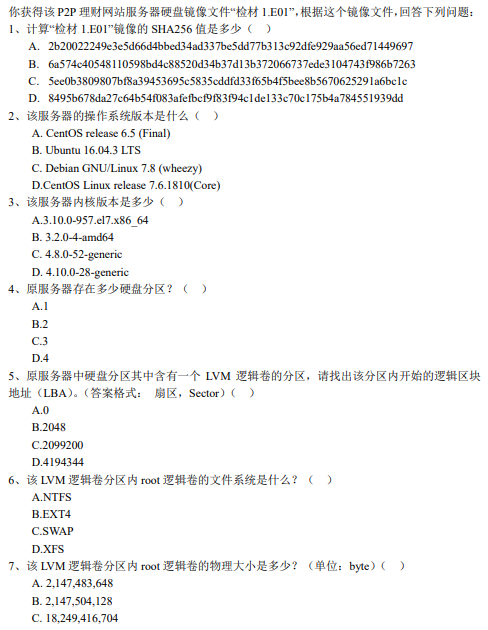 你获得该 P2P 理财网站服务器硬盘镜像文件“检材 1.E01”,根据这个镜像文件,回答下列问题:
1、计算“检材 1.E01”镜像的 SHA256 值是多少(    )
A. 2b20022249e3e5d66d4bbed34ad337be5dd77b313c92dfe929aa56ed71449697
B. 6a574c40548110598bd4c88520d34b37d13b372066737ede3104743f986b7263
C. 5ee0b3809807bf8a39453695c5835cddfd33f65b4f5bee8b5670625291a6bc1c
D. 8495b678da27c64b54f083afefbcf9f83f94c1de133c70c175b4a784551939dd
2、该服务器的操作系统版本是什么(    )
A. CentOS release 6.5 (Final)
B. Ubuntu 16.04.3 LTS
C. Debian GNU/Linux 7.8 (wheezy)
D.CentOS Linux release 7.6.1810(Core)
3、该服务器内核版本是多少(    )
A.3.10.0-957.el7.x86_64
B. 3.2.0-4-amd64
C. 4.8.0-52-generic
D. 4.10.0-28-generic
4、原服务器存在多少硬盘分区?(    )
A.1
B.2
C.3
D.4
5、原服务器中硬盘分区其中含有一个 LVM 逻辑卷的分区,请找出该分区内开始的逻辑区块
地址(LBA)。(答案格式: 扇区,Sector)(    )
A.0
B.2048
C.2099200
D.4194344
6、该 LVM 逻辑卷分区内 root 逻辑卷的文件系统是什么?(    )
A.NTFS
B.EXT4
C.SWAP
D.XFS
7、该 LVM 逻辑卷分区内 root 逻辑卷的物理大小是多少?(单位:byte)(    )
A. 2,147,483,648
B. 2,147,504,128
C. 18,249,416,704